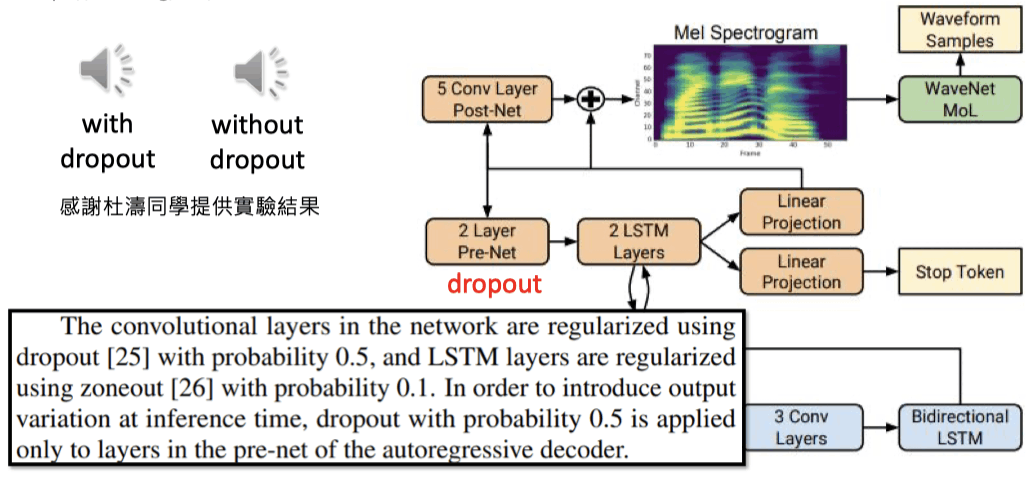 with
dropout
without
dropout
感謝杜濤同學提供實驗結果
Waveform
Samples
Mel Spectrogram
5 Conv Layer
Post-Net
WaveNet
MoL
Channel
70
60
50
40
30
20
10
0
0 10 20 30 40 50
Frame
Linear
Projection
2 Layer
Pre-Net
2 LSTM
Layers
dropout
Linear
Projection
Stop Token
The convolutional layers in the network are regularized using
dropout [25] with probability 0.5, and LSTM layers are regularized
using zoneout [26] with probability 0.1. In order to introduce output
variation at inference time, dropout with probability 0.5 is applied
only to layers in the pre-net of the autoregressive decoder.
3 Conv
Layers
Bidirectional
LSTM